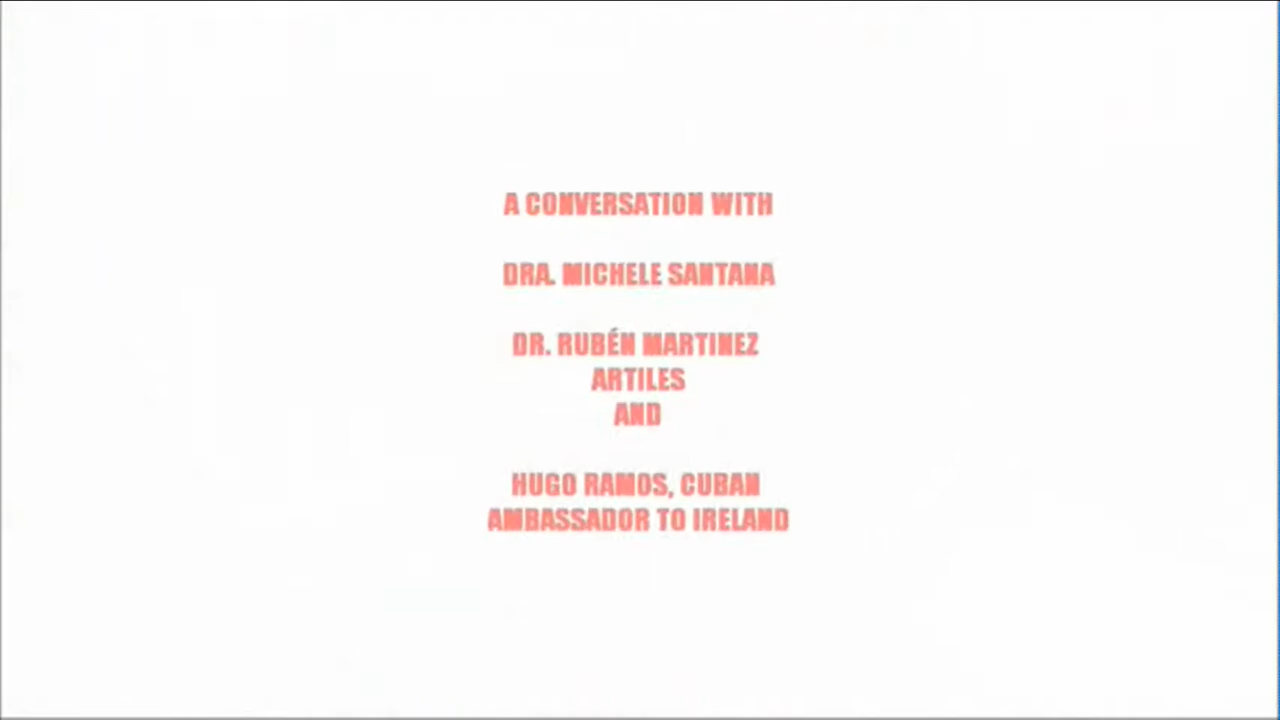 A CONVERSATION WITH
DRA. MICHELE SANTANA
DR. RUBÉN MARTINEZ
ARTILES
AND
HUGO RAMOS, CUBAN
AMBASSADOR TO IRELAND